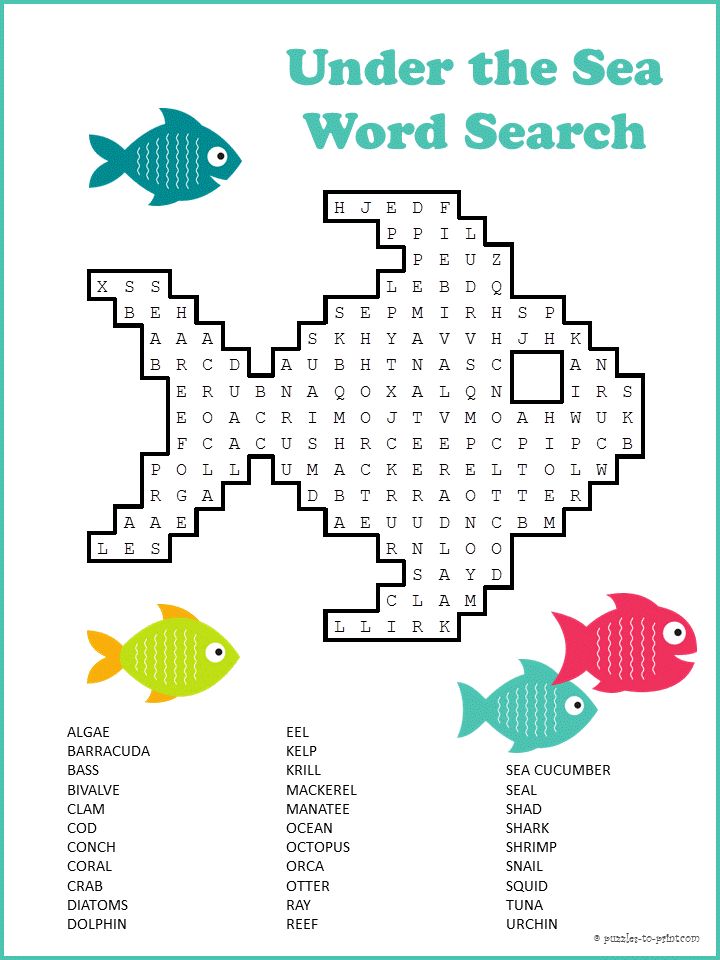 Under the Sea
Word Search
H J E D F
P P I L
P E U Z
X S S L E B D Q
B E H S E P M I R H S P
A A A S K H Y A V V H J H K
B R C D A U B H T N A S C A N
E R U B N A Q O X A L Q N I R S
E O A C R I M O J T V M O A H W U K
F C A C U S H R C E E P C P I P C B
P O L L U M A C K E R E L T O L W
R G A D B T R R A O T T E R
A A E A E U U D N C B M
L E S R N L O O
S A Y D
C L A M
L L I R K
ALGAE
BARRACUDA
BASS
BIVALVE
CLAM
COD
CONCH
CORAL
CRAB
DIATOMS
DOLPHIN
EEL
KELP
KRILL
MACKEREL
MANATEE
OCEAN
OCTOPUS
ORCA
OTTER
RAY
REEF
SEA CUCUMBER
SEAL
SHAD
SHARK
SHRIMP
SNAIL
SQUID
TUNA
URCHIN
© puzzles-to-print.com